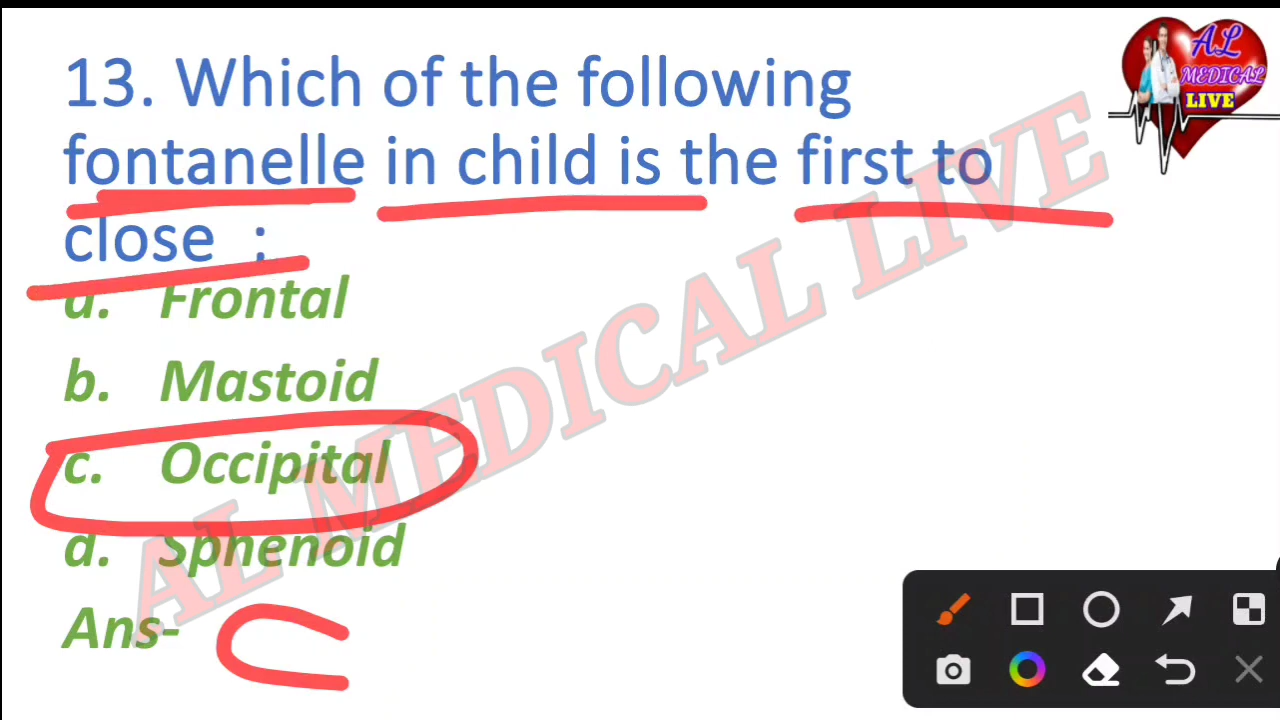 13. Which of the following
fontanelle in child is the first to
close :
a. Frontal
b. Mastoid
c. Occipital
d. Sphenoid
Ans- C
AL MEDICAL LIVE
AL
MEDICAL
LIVE